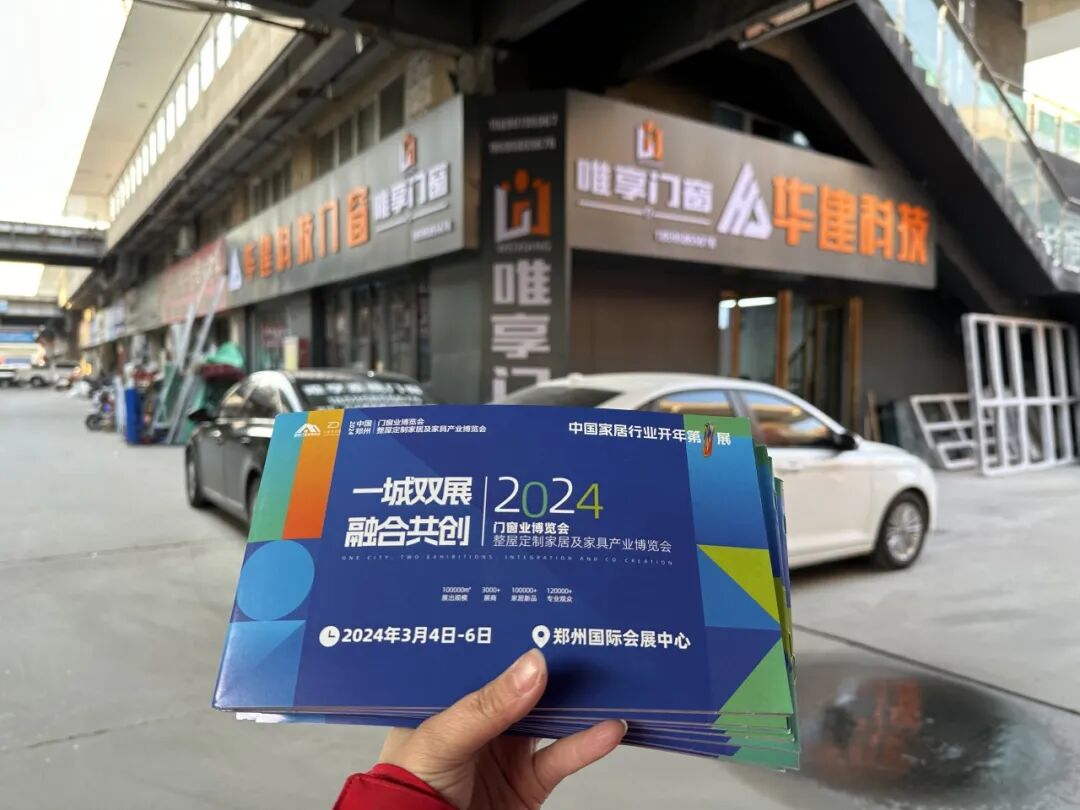 华建科技门窗
唯享门窗
唯享门
唯享门窗
华建科技
2024
中国
郑州
门窗业博览会
整屋定制家居及家具产业博览会
中国家居行业开年第1展
一城双展
融合共创
2024
门窗业博览会
整屋定制家居及家具产业博览会
ONE CITY, TWO EXHIBITIONS INTEGRATION AND CO CREATION
100000㎡ 3000+ 100000+ 120000+
展出规模 展商 家居新品 专业观众
2024年3月4日-6日
郑州国际会展中心